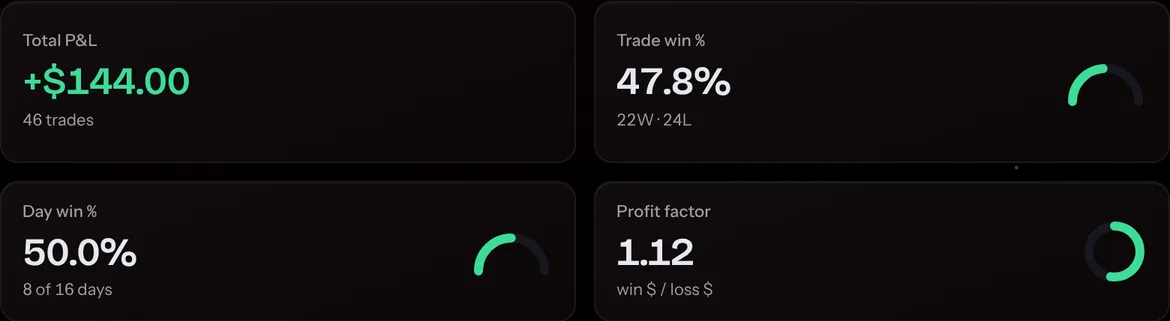 Total P&L
+$144.00
46 trades
Trade win %
47.8%
22W · 24L
Day win %
50.0%
8 of 16 days
Profit factor
1.12
win $ / loss $